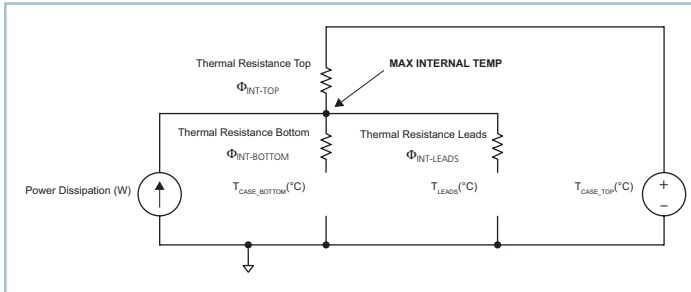 Thermal Resistance Top
MAX INTERNAL TEMP
ΦINT-TOP
Thermal Resistance Bottom
Thermal Resistance Leads
ΦINT-BOTTOM
ΦINT-LEADS
Power Dissipation (W)
TCASE_BOTTOM(°C)
TLEADS(°C)
TCASE_TOP(°C)
+
–